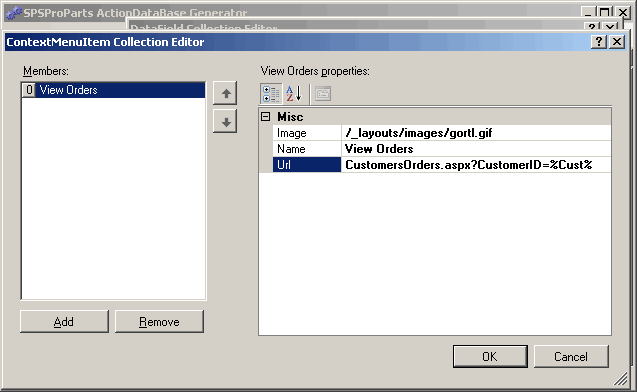 SPSProParts ActionDataBase Generator
DataField Collection Editor
ContextMenuItem Collection Editor
Members:
0 View Orders
Add
Remove
View Orders properties:
Misc
Image /_layouts/images/gortl.gif
Name View Orders
Url CustomersOrders.aspx?CustomerID=%Cust%
OK
Cancel